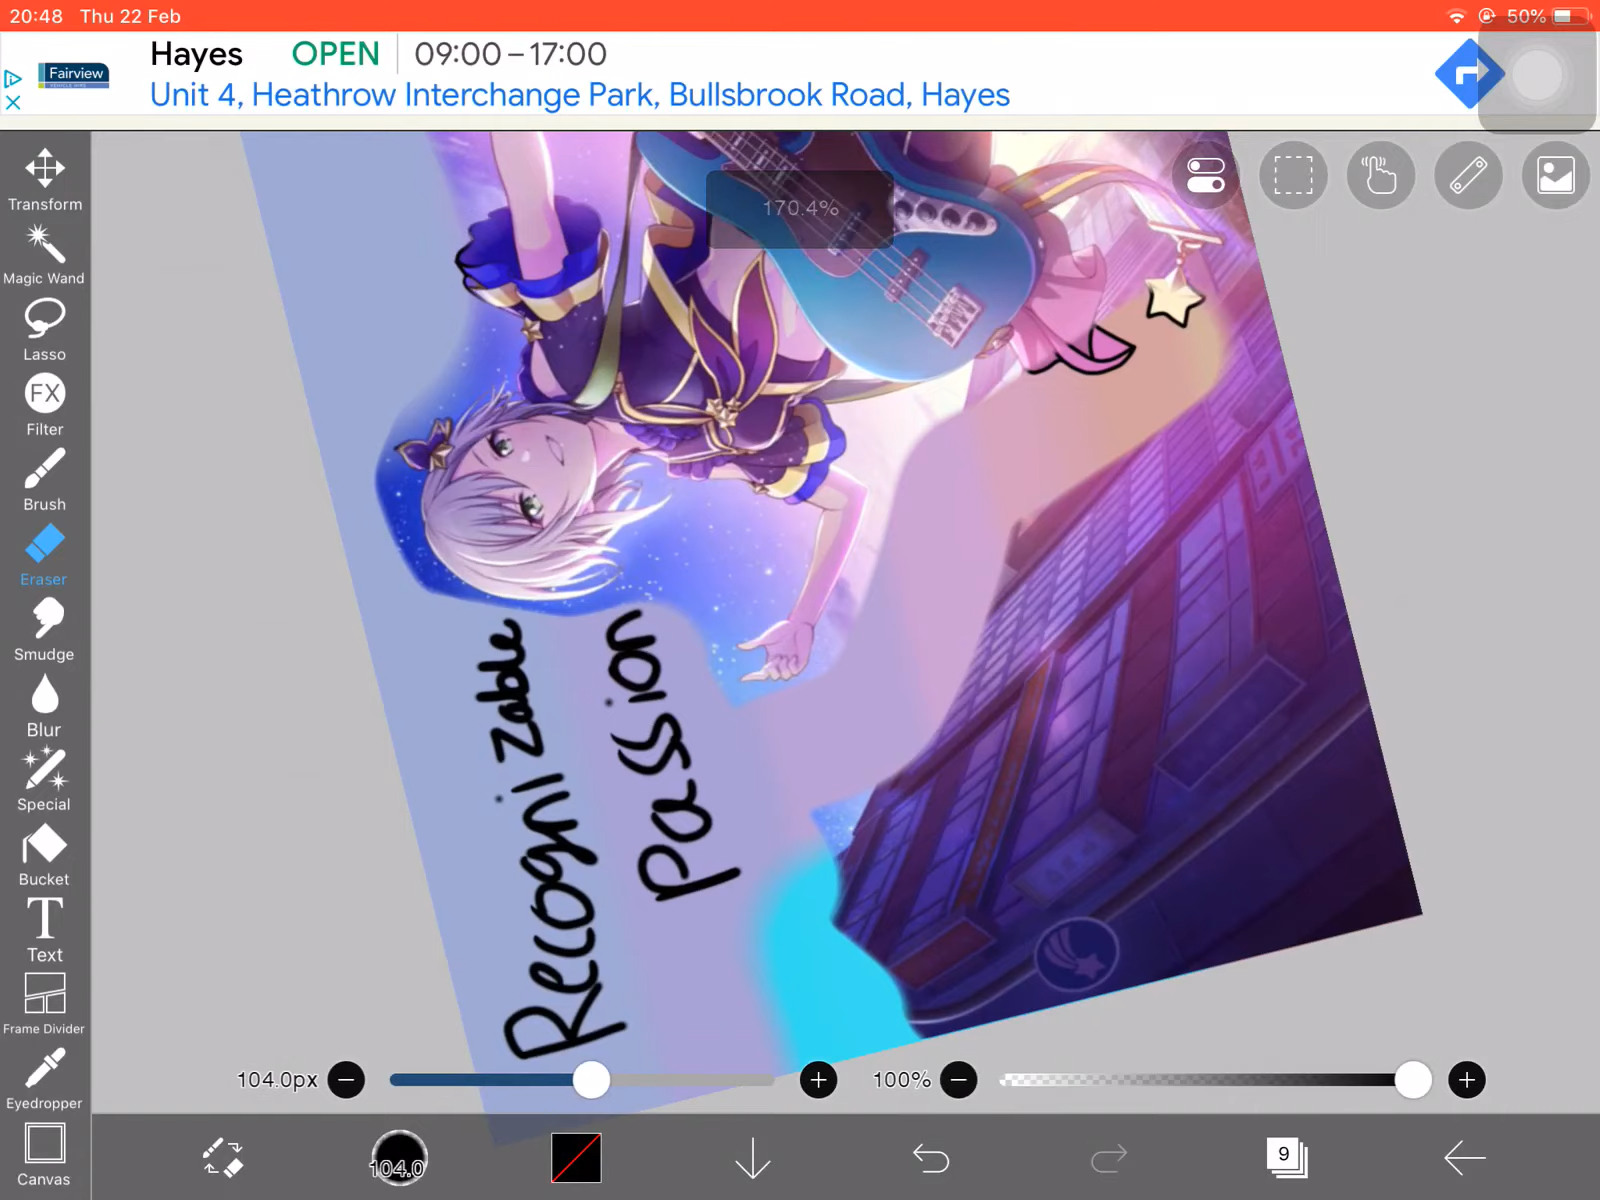 20:48 Thu 22 Feb
50%
Fairview
Hayes OPEN 09:00–17:00
Unit 4, Heathrow Interchange Park, Bullsbrook Road, Hayes
170.4%
Transform
Magic Wand
Lasso
FX
Filter
Brush
Eraser
Smudge
Blur
Special
Bucket
T
Text
Frame Divider
Eyedropper
Canvas
Recognizable
Passion
104.0px
100%
104.0
9